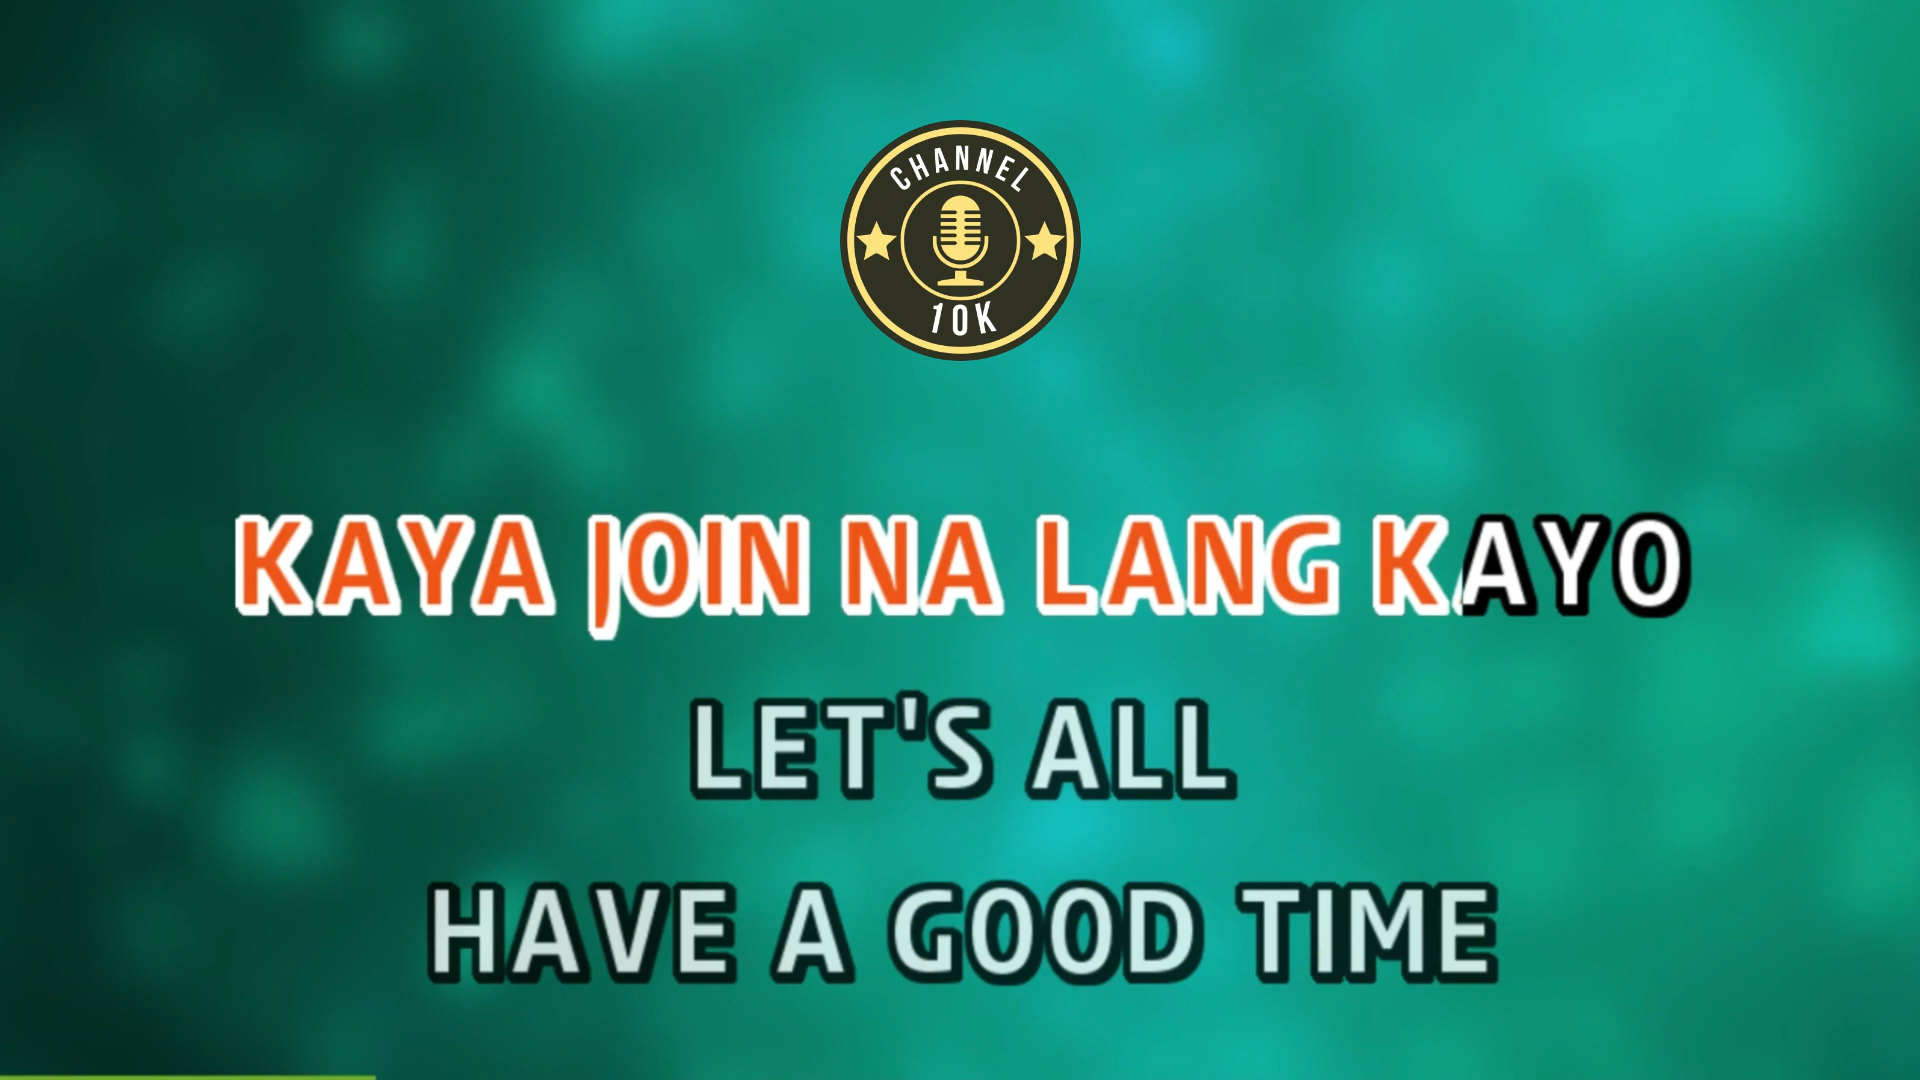 CHANNEL
10K
KAYA JOIN NA LANG KAYO
LET'S ALL
HAVE A GOOD TIME